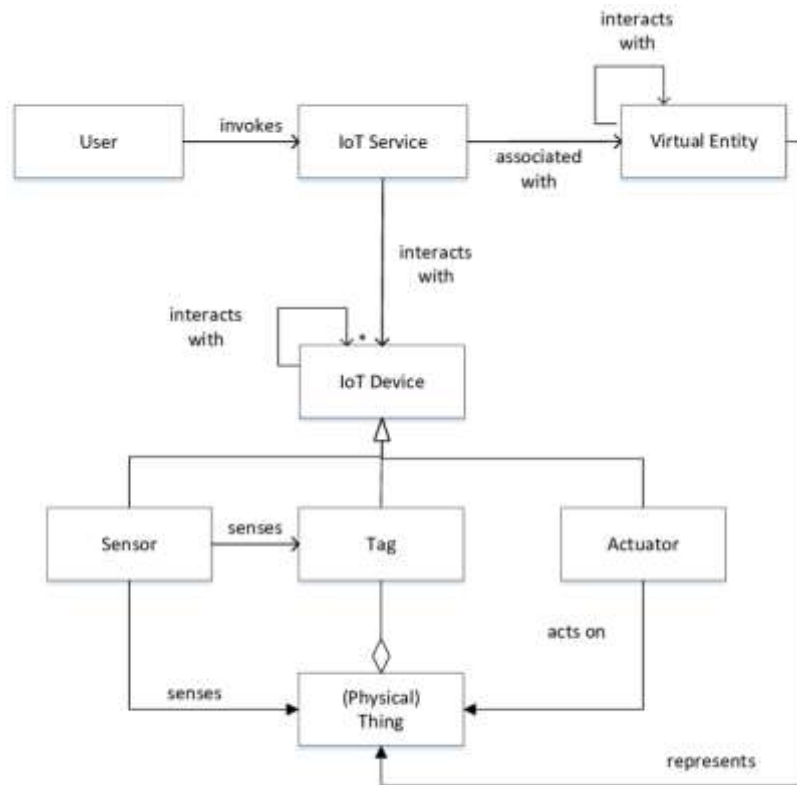 interacts
with
User
invokes
IoT Service
associated
with
Virtual Entity
interacts
with
interacts
with
*
IoT Device
Sensor
senses
Tag
Actuator
acts on
senses
(Physical)
Thing
represents